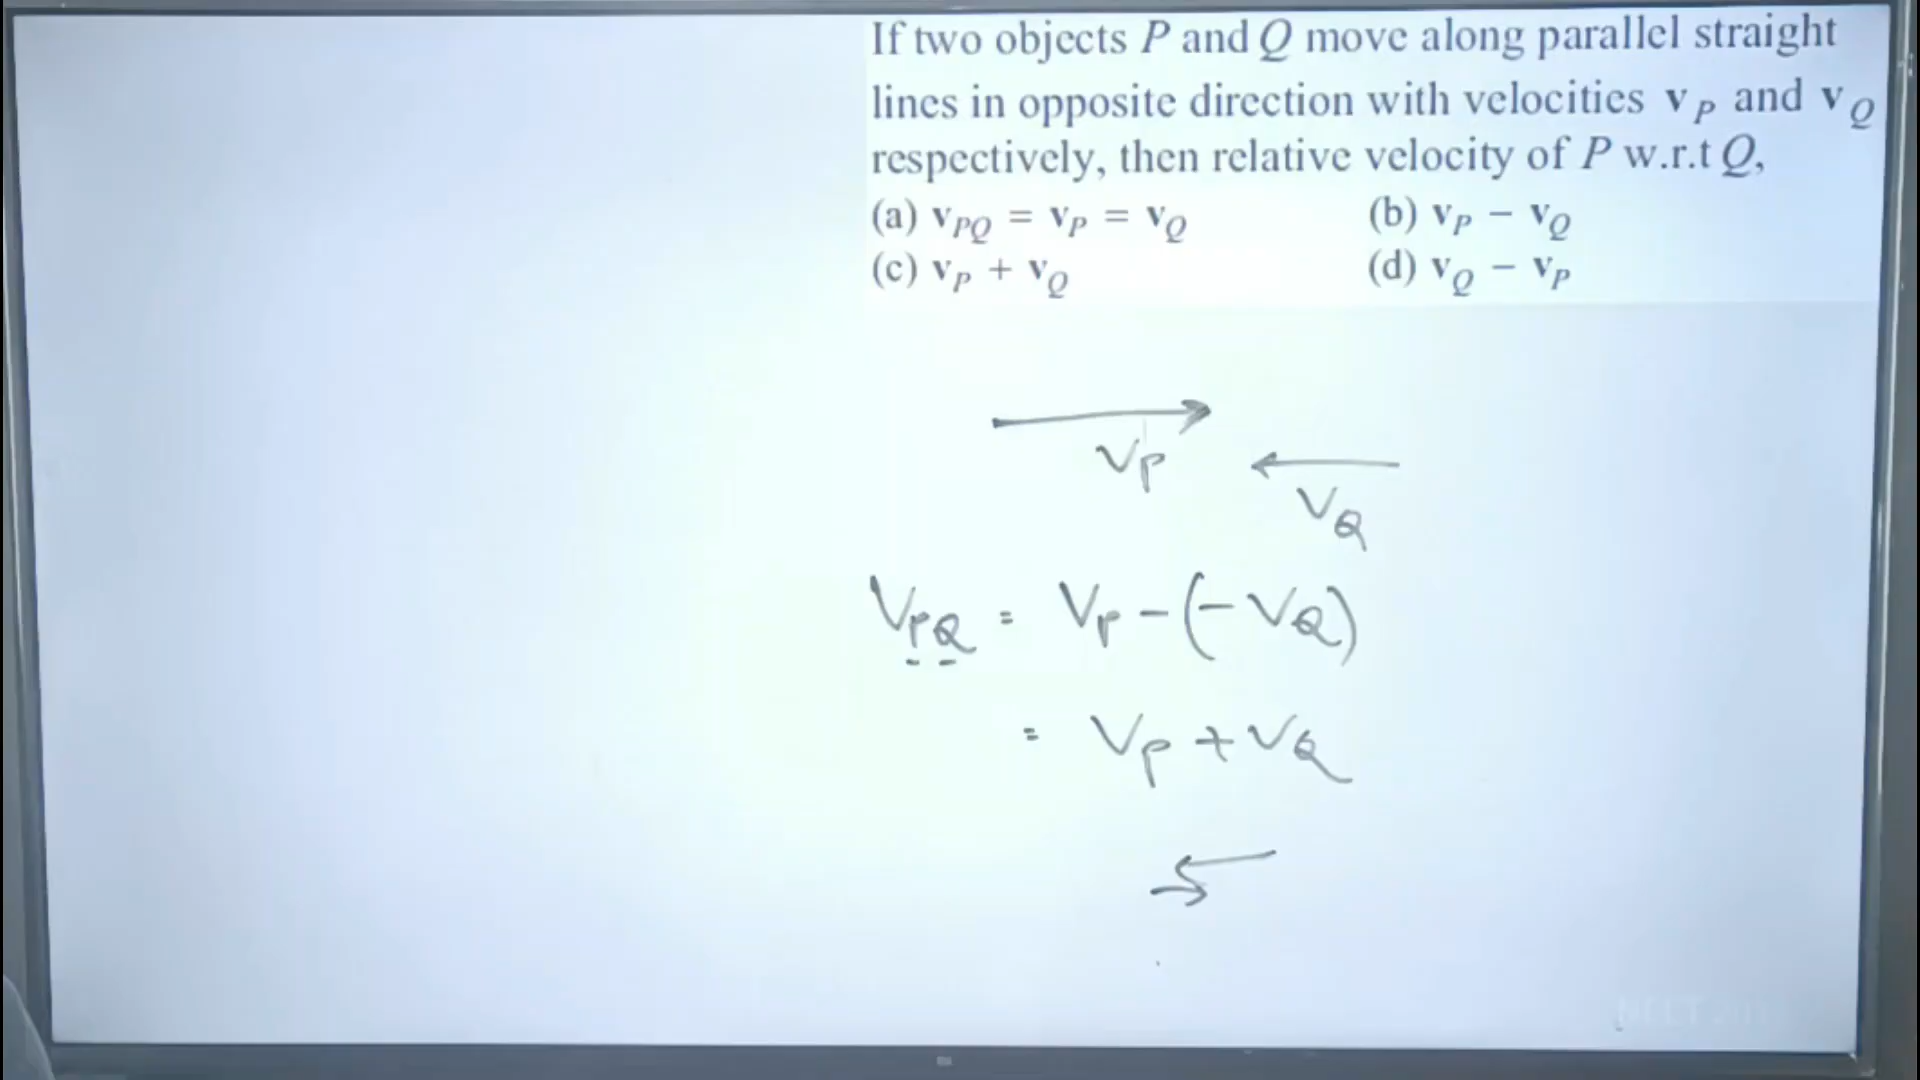 If two objects P and Q move along parallel straight
lines in opposite direction with velocities v_P and v_Q
respectively, then relative velocity of P w.r.t Q,
(a) v_PQ = v_P = v_Q (b) v_P − v_Q
(c) v_P + v_Q (d) v_Q − v_P
V_P
V_Q
V_PQ = V_P - (-V_Q)
= V_P + V_Q